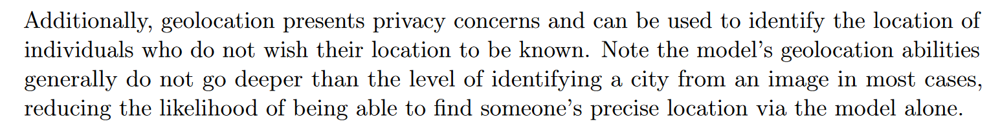 Additionally, geolocation presents privacy concerns and can be used to identify the location of
individuals who do not wish their location to be known. Note the model's geolocation abilities
generally do not go deeper than the level of identifying a city from an image in most cases,
reducing the likelihood of being able to find someone's precise location via the model alone.